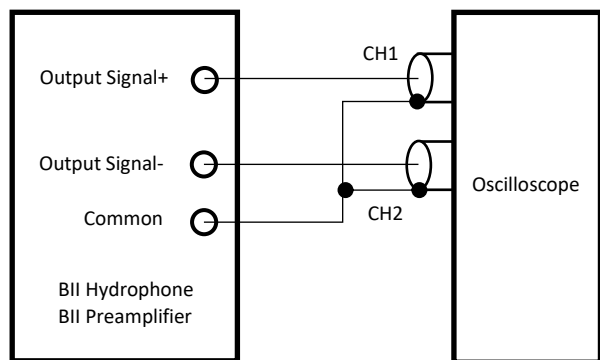 CH1
Output Signal+
Output Signal-
Oscilloscope
Common
CH2
BII Hydrophone
BII Preamplifier